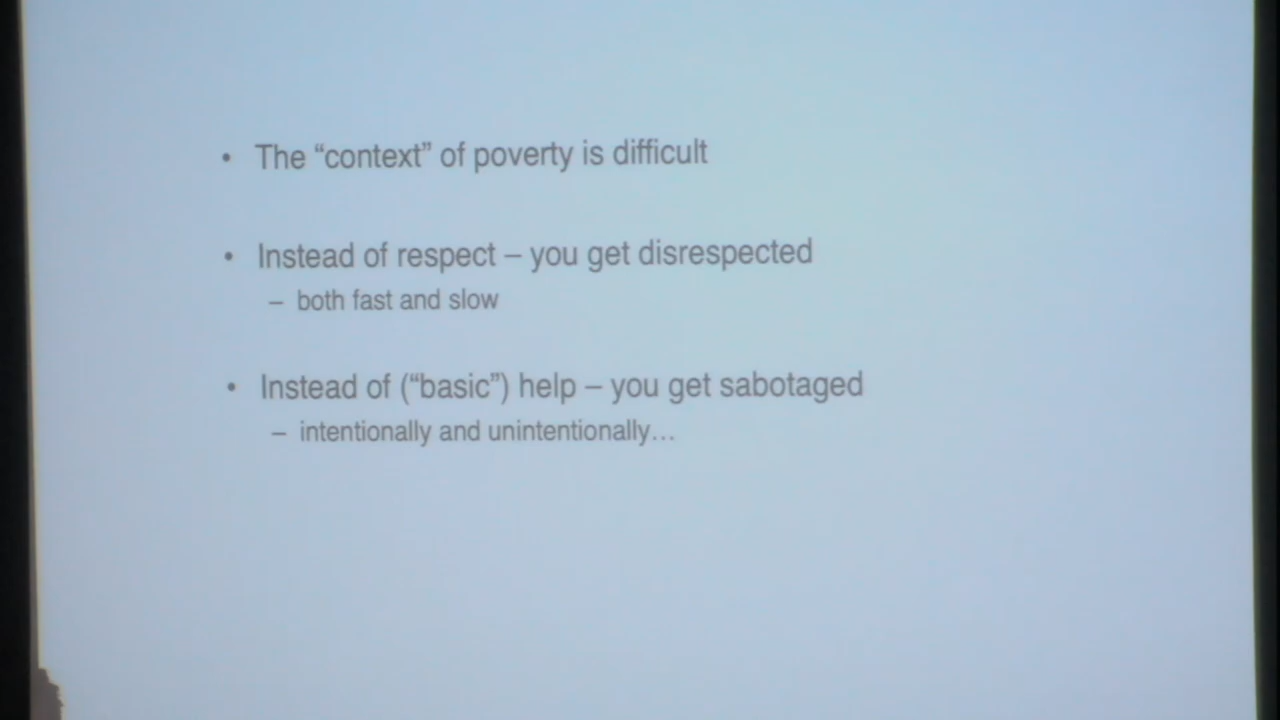 • The “context” of poverty is difficult
• Instead of respect – you get disrespected
– both fast and slow
• Instead of (“basic”) help – you get sabotaged
– intentionally and unintentionally…